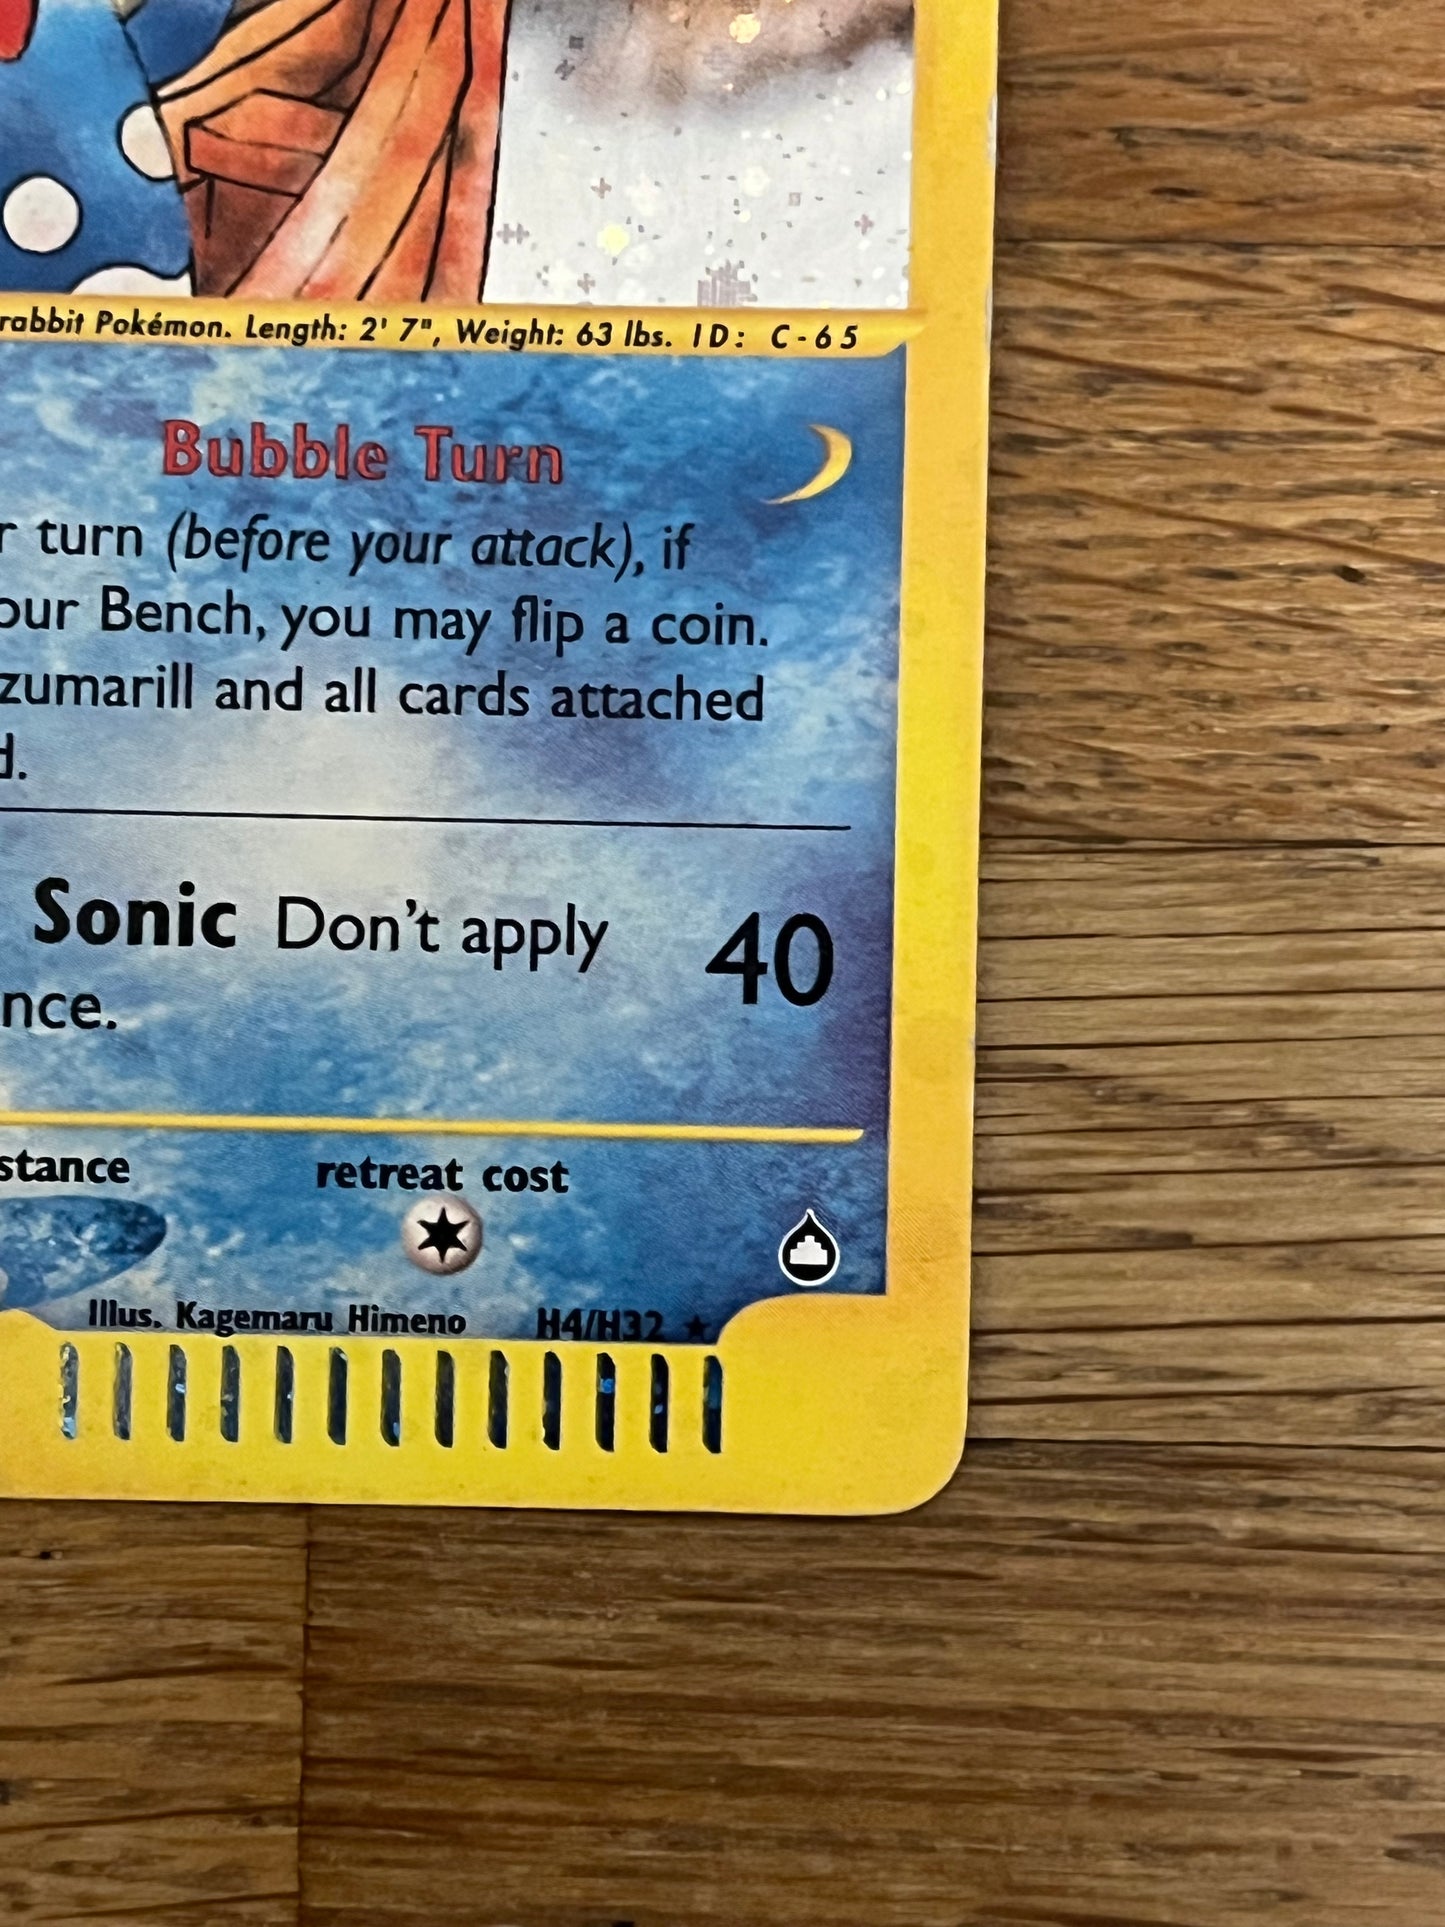 rabbit Pokémon. Length: 2' 7", Weight: 63 lbs. ID: C-65
Bubble Turn
r turn (before your attack), if
our Bench, you may flip a coin.
zumarill and all cards attached
d.
Sonic Don't apply 40
nce.
stance retreat cost
Illus. Kagemaru Himeno H4/H32 ★